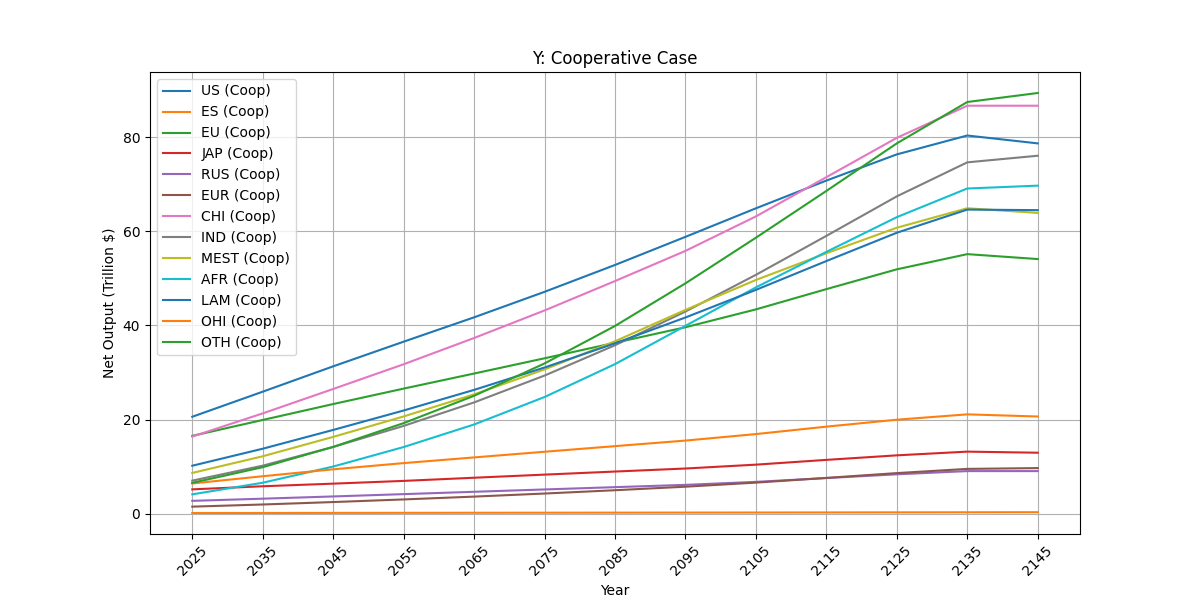 Y: Cooperative Case
US (Coop)
ES (Coop)
EU (Coop)
JAP (Coop)
RUS (Coop)
EUR (Coop)
CHI (Coop)
IND (Coop)
MEST (Coop)
AFR (Coop)
LAM (Coop)
OHI (Coop)
OTH (Coop)
Net Output (Trillion $)
80
60
40
20
0
2025 2035 2045 2055 2065 2075 2085 2095 2105 2115 2125 2135 2145
Year